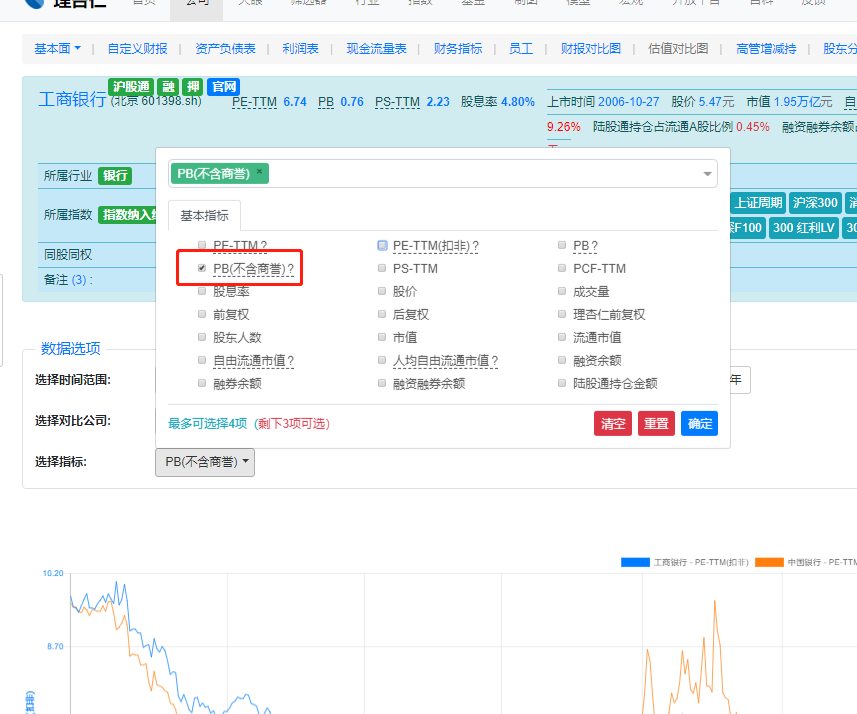 理杏仁 首页 公司 大盘 筛选器 行业 指数 基金 制图 模型 宏观 开放平台 百科 反馈
基本面 | 自定义财报 | 资产负债表 | 利润表 | 现金流量表 | 财务指标 | 员工 | 财报对比图 | 估值对比图 | 高管增减持 | 股东分
沪股通 融 押 官网
工商银行 (北京 601398.sh) PE-TTM 6.74 PB 0.76 PS-TTM 2.23 股息率 4.80% 上市时间 2006-10-27 股价 5.47元 市值 1.95万亿元 自
9.26% 陆股通持仓占流通A股比例 0.45% 融资融券余额
所属行业 银行
PB(不含商誉) ×
所属指数 指数纳入
上证周期 沪深300
F100 300 红利LV 30
基本指标
同股同权
备注 (3) :
PE-TTM ? PE-TTM(扣非) ? PB ?
PB(不含商誉) ? PS-TTM PCF-TTM
股息率 股价 成交量
前复权 后复权 理杏仁前复权
股东人数 市值 流通市值
自由流通市值 ? 人均自由流通市值 ? 融资余额
融券余额 融资融券余额 陆股通持仓金额
最多可选择4项 (剩下3项可选) 清空 重置 确定
数据选项
选择时间范围: 年
选择对比公司:
选择指标: PB(不含商誉)
工商银行 - PE-TTM(扣非) 中国银行 - PE-TTM
10.20
8.70
扣非)